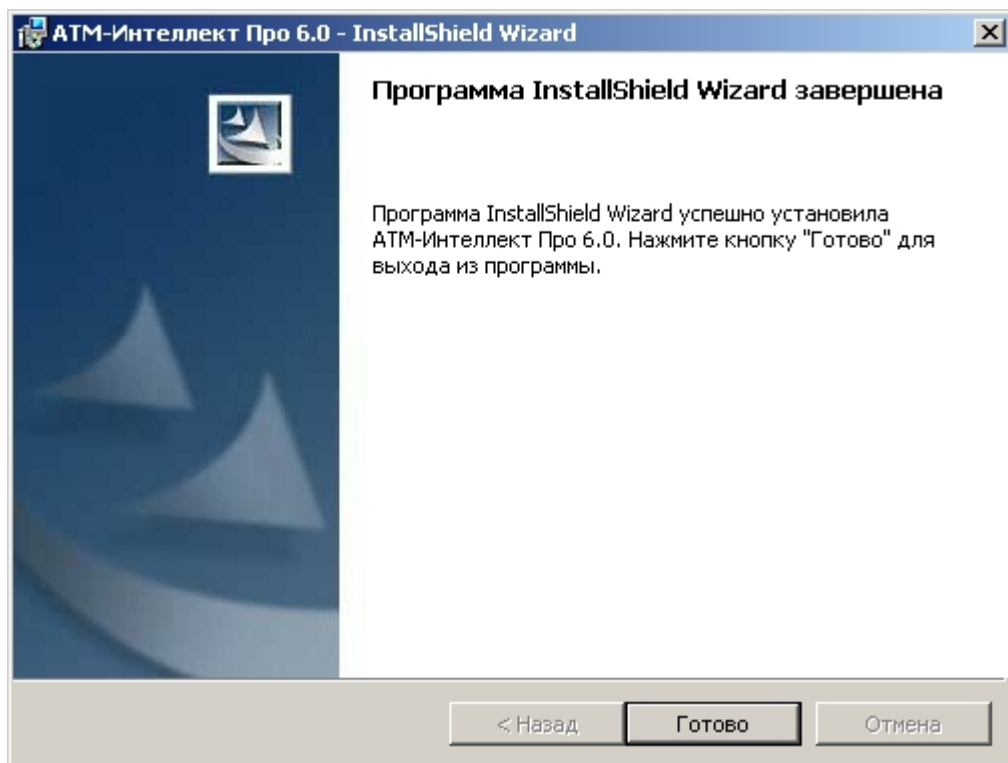 АТМ-Интеллект Про 6.0 - InstallShield Wizard
Программа InstallShield Wizard завершена
Программа InstallShield Wizard успешно установила
АТМ-Интеллект Про 6.0. Нажмите кнопку "Готово" для
выхода из программы.
< Назад
Готово
Отмена